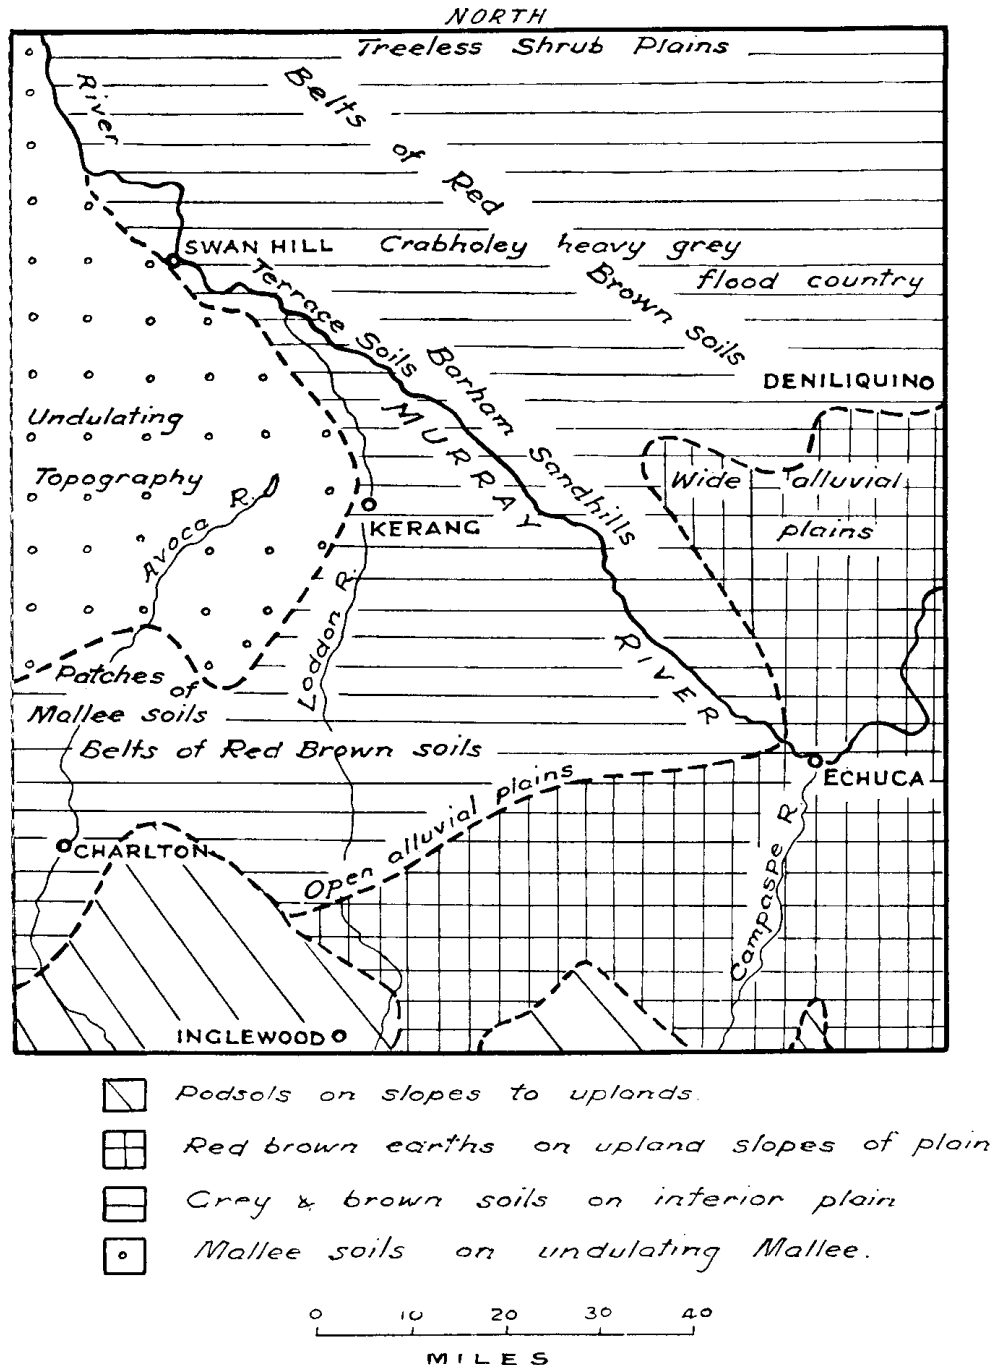 NORTH
Treeless Shrub Plains
River
Belts of Red Brown soils
SWAN HILL
Crabholey heavy grey
flood country
Terrace Soils
Barham Sandhills
DENILIQUIN
MURRAY RIVER
Undulating
Topography
Wide alluvial
plains
Avoca R.
KERANG
Loddon R.
Patches
of
Mallee soils
Belts of Red Brown soils
ECHUCA
Open alluvial plains
CHARLTON
Campaspe R.
INGLEWOOD
Podsols on slopes to uplands.
Red brown earths on upland slopes of plain
Grey & brown soils on interior plain
Mallee soils on undulating Mallee.
0 10 20 30 40
MILES